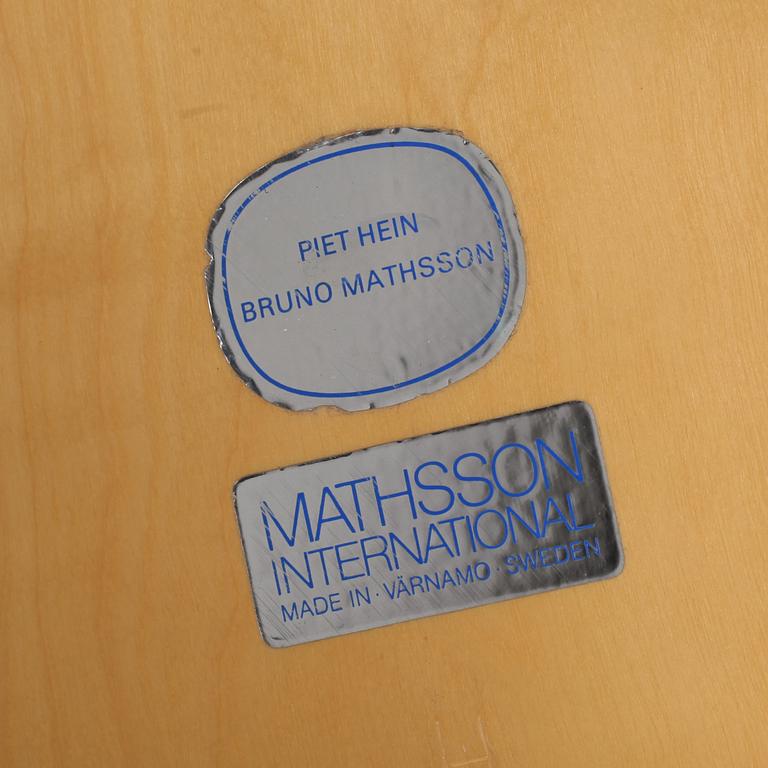 PIET HEIN
BRUNO MATHSSON
MATHSSON
INTERNATIONAL
MADE IN · VÄRNAMO · SWEDEN